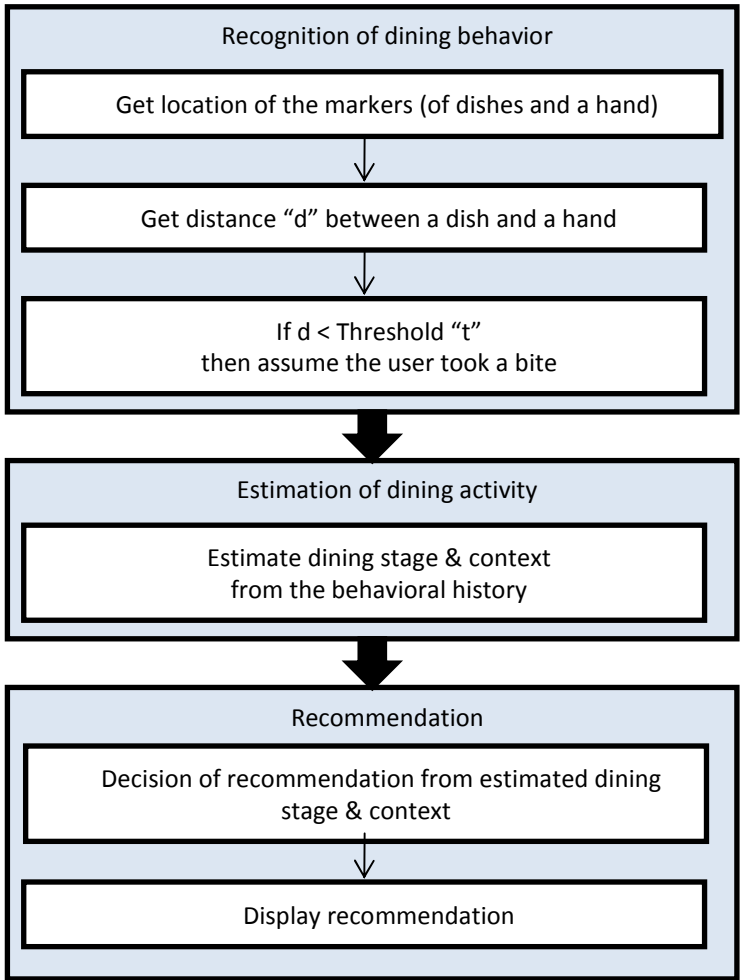 Recognition of dining behavior
Get location of the markers (of dishes and a hand)
Get distance “d” between a dish and a hand
If d < Threshold “t”
then assume the user took a bite
Estimation of dining activity
Estimate dining stage & context
from the behavioral history
Recommendation
Decision of recommendation from estimated dining
stage & context
Display recommendation